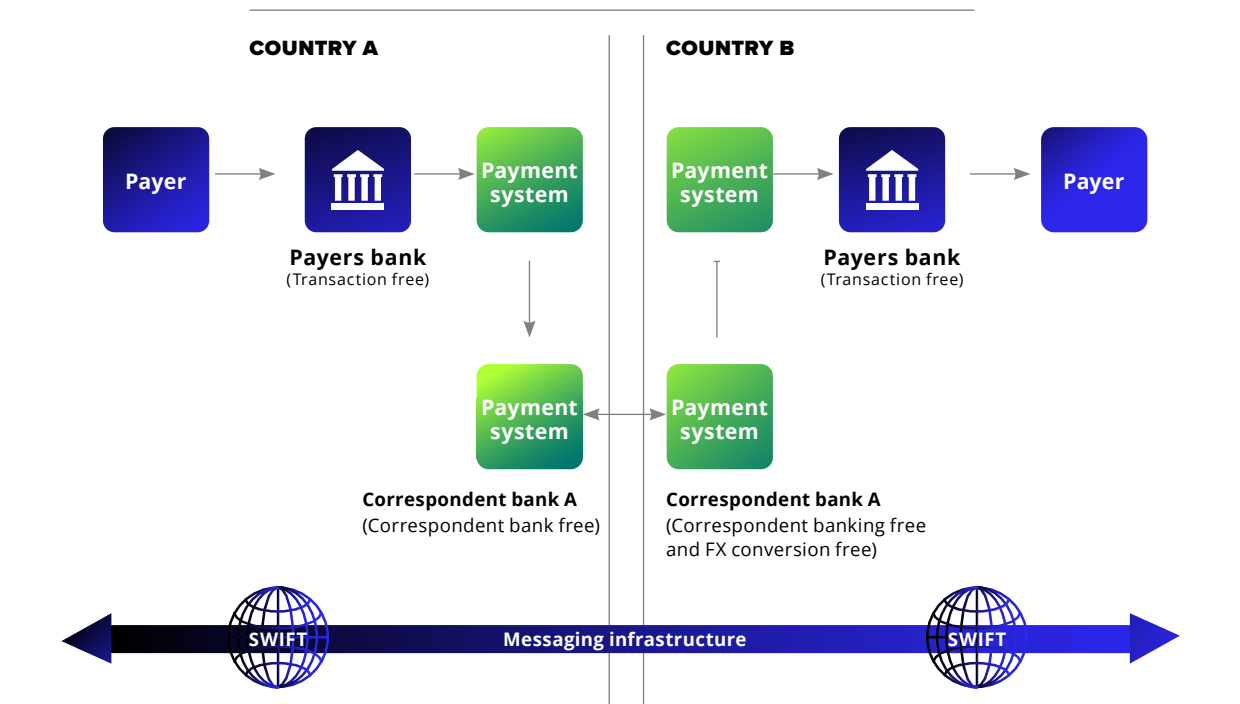 COUNTRY A
COUNTRY B
Payer
Payment
system
Payment
system
Payer
Payers bank
(Transaction free)
Payers bank
(Transaction free)
Payment
system
Payment
system
Correspondent bank A
(Correspondent bank free)
Correspondent bank A
(Correspondent banking free
and FX conversion free)
SWIFT
Messaging infrastructure
SWIFT